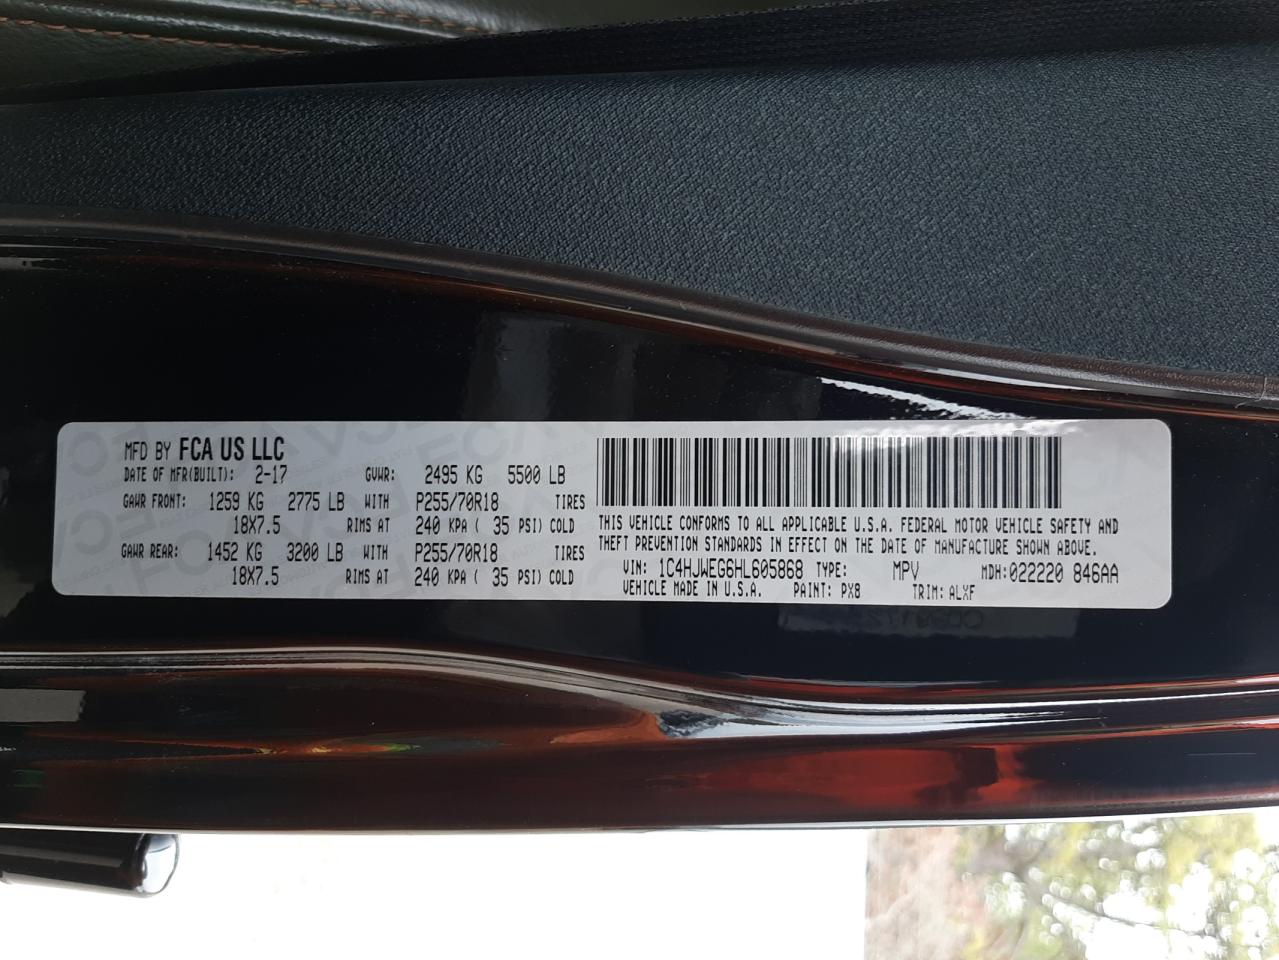 MFD BY FCA US LLC
DATE OF MFR(BUILT): 2-17 GVWR: 2495 KG 5500 LB
GAWR FRONT: 1259 KG 2775 LB WITH P255/70R18 TIRES
18X7.5 RIMS AT 240 KPA ( 35 PSI) COLD
GAWR REAR: 1452 KG 3200 LB WITH P255/70R18 TIRES
18X7.5 RIMS AT 240 KPA ( 35 PSI) COLD
THIS VEHICLE CONFORMS TO ALL APPLICABLE U.S.A. FEDERAL MOTOR VEHICLE SAFETY AND
THEFT PREVENTION STANDARDS IN EFFECT ON THE DATE OF MANUFACTURE SHOWN ABOVE.
VIN: 1C4HJWEG6HL605868 TYPE: MPV MDH:022220 846AA
VEHICLE MADE IN U.S.A. PAINT: PX8 TRIM: ALXF